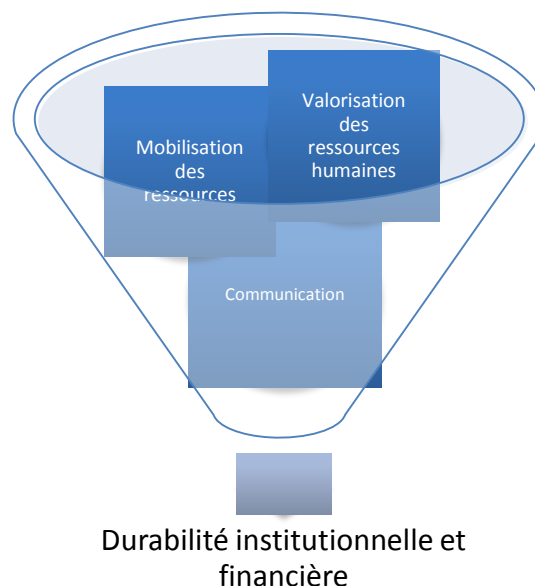 Valorisation
des
ressources
humaines
Mobilisation
des
ressources
Communication
Durabilité institutionnelle et
financière